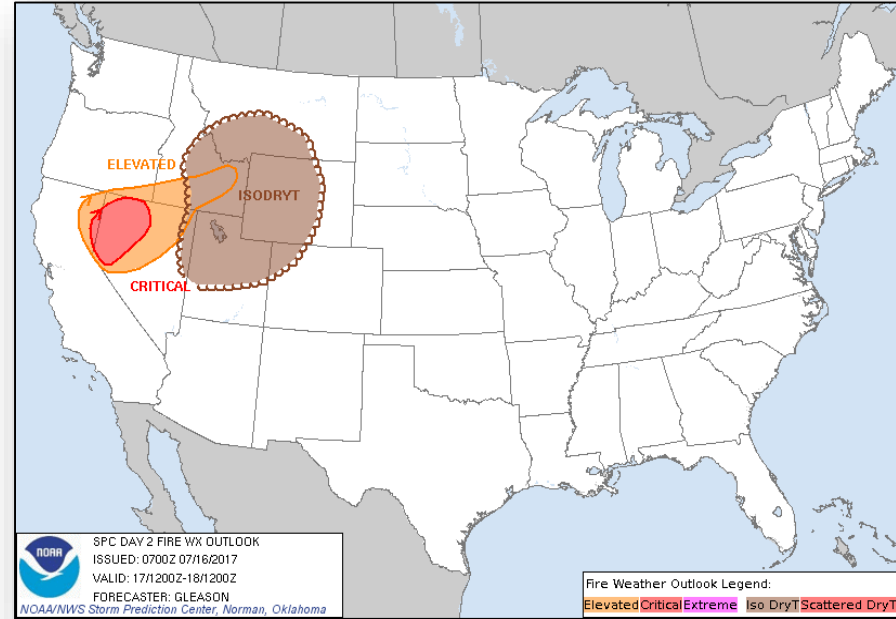 ELEVATED
ISODRYT
CRITICAL
NOAA
SPC DAY 2 FIRE WX OUTLOOK
ISSUED: 0700Z 07/16/2017
VALID: 17/1200Z-18/1200Z
FORECASTER: GLEASON
NOAA/NWS Storm Prediction Center, Norman, Oklahoma
Fire Weather Outlook Legend:
Elevated Critical Extreme Iso DryT Scattered DryT